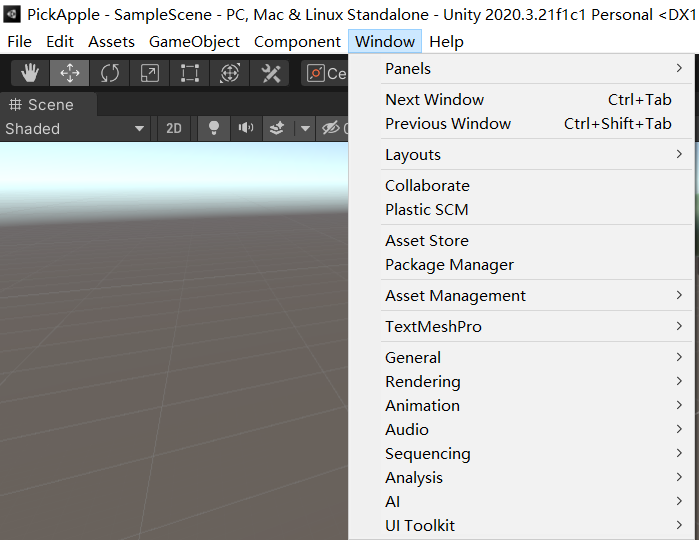 PickApple - SampleScene - PC, Mac & Linux Standalone - Unity 2020.3.21f1c1 Personal <DX1
File Edit Assets GameObject Component Window Help
Ce
Scene
Shaded 2D
Panels
Next Window Ctrl+Tab
Previous Window Ctrl+Shift+Tab
Layouts
Collaborate
Plastic SCM
Asset Store
Package Manager
Asset Management
TextMeshPro
General
Rendering
Animation
Audio
Sequencing
Analysis
AI
UI Toolkit